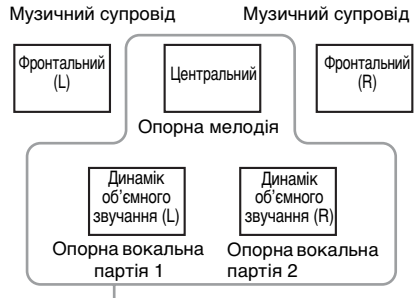 Музичний супровід
Музичний супровід
Фронтальний
(L)
Центральний
Фронтальний
(R)
Опорна мелодія
Динамік
об'ємного
звучання (L)
Динамік
об'ємного
звучання (R)
Опорна вокальна
партія 1
Опорна вокальна
партія 2